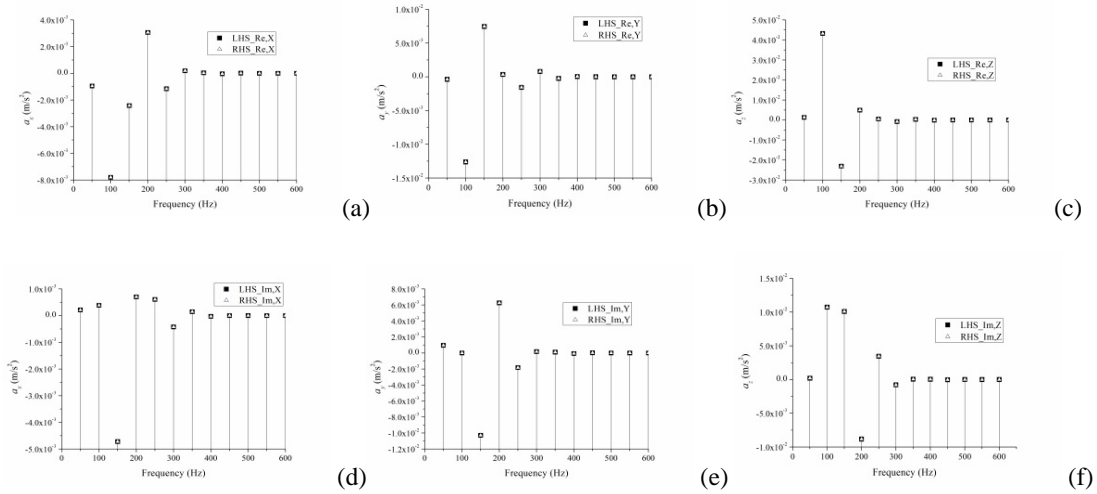 4.0x10⁻³
2.0x10⁻³
0.0
-2.0x10⁻³
-4.0x10⁻³
-6.0x10⁻³
-8.0x10⁻³
aₓ (m/s²)
LHS_Re,X
RHS_Re,X
0 100 200 300 400 500 600
Frequency (Hz)
(a)
1.0x10⁻²
5.0x10⁻³
0.0
-5.0x10⁻³
-1.0x10⁻²
-1.5x10⁻²
a_y (m/s²)
LHS_Re,Y
RHS_Re,Y
0 100 200 300 400 500 600
Frequency (Hz)
(b)
5.0x10⁻²
4.0x10⁻²
3.0x10⁻²
2.0x10⁻²
1.0x10⁻²
0.0
-1.0x10⁻²
-2.0x10⁻²
-3.0x10⁻²
a_z (m/s²)
LHS_Re,Z
RHS_Re,Z
0 100 200 300 400 500 600
Frequency (Hz)
(c)
1.0x10⁻³
0.0
-1.0x10⁻³
-2.0x10⁻³
-3.0x10⁻³
-4.0x10⁻³
-5.0x10⁻³
aₓ (m/s²)
LHS_Im,X
RHS_Im,X
0 100 200 300 400 500 600
Frequency (Hz)
(d)
8.0x10⁻³
6.0x10⁻³
4.0x10⁻³
2.0x10⁻³
0.0
-2.0x10⁻³
-4.0x10⁻³
-6.0x10⁻³
-8.0x10⁻³
-1.0x10⁻²
-1.2x10⁻²
a_y (m/s²)
LHS_Im,Y
RHS_Im,Y
0 100 200 300 400 500 600
Frequency (Hz)
(e)
1.5x10⁻²
1.0x10⁻²
5.0x10⁻³
0.0
-5.0x10⁻³
-1.0x10⁻²
a_z (m/s²)
LHS_Im,Z
RHS_Im,Z
0 100 200 300 400 500 600
Frequency (Hz)
(f)